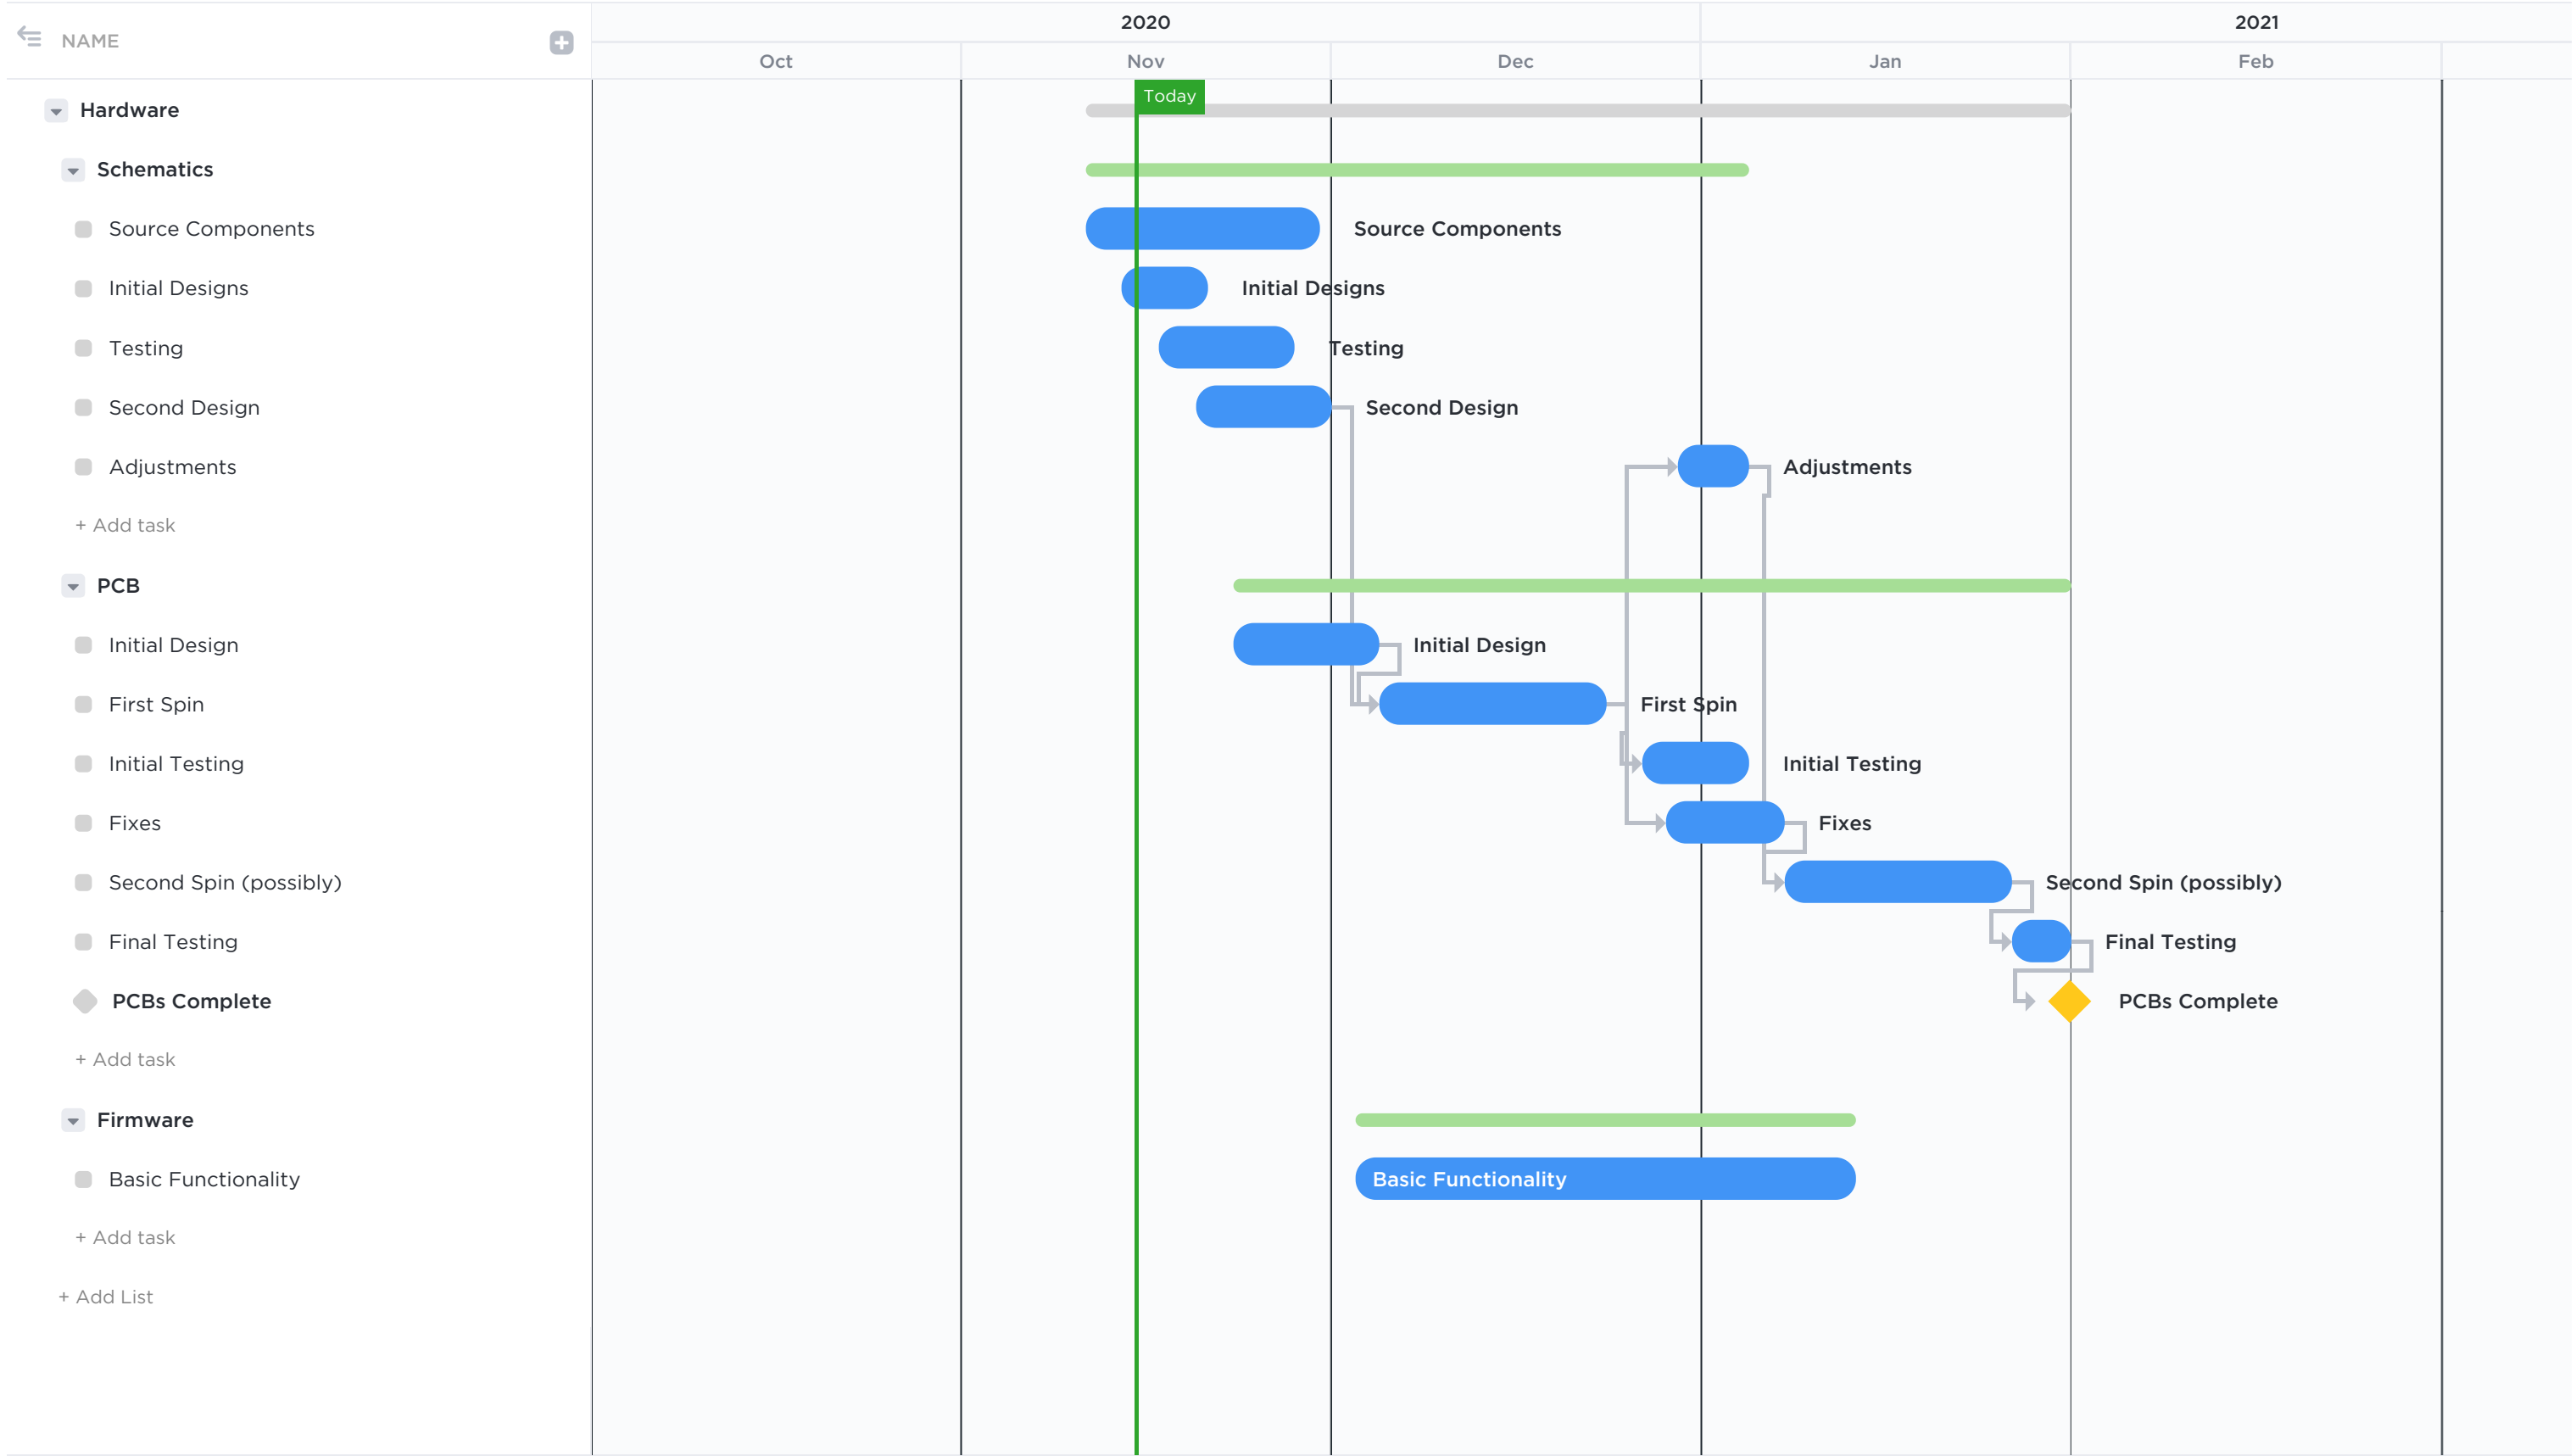 NAME
2020
2021
Oct
Nov
Dec
Jan
Feb
Today
Hardware
Schematics
Source Components
Source Components
Initial Designs
Initial Designs
Testing
Testing
Second Design
Second Design
Adjustments
Adjustments
+ Add task
PCB
Initial Design
Initial Design
First Spin
First Spin
Initial Testing
Initial Testing
Fixes
Fixes
Second Spin (possibly)
Second Spin (possibly)
Final Testing
Final Testing
PCBs Complete
PCBs Complete
+ Add task
Firmware
Basic Functionality
Basic Functionality
+ Add task
+ Add List